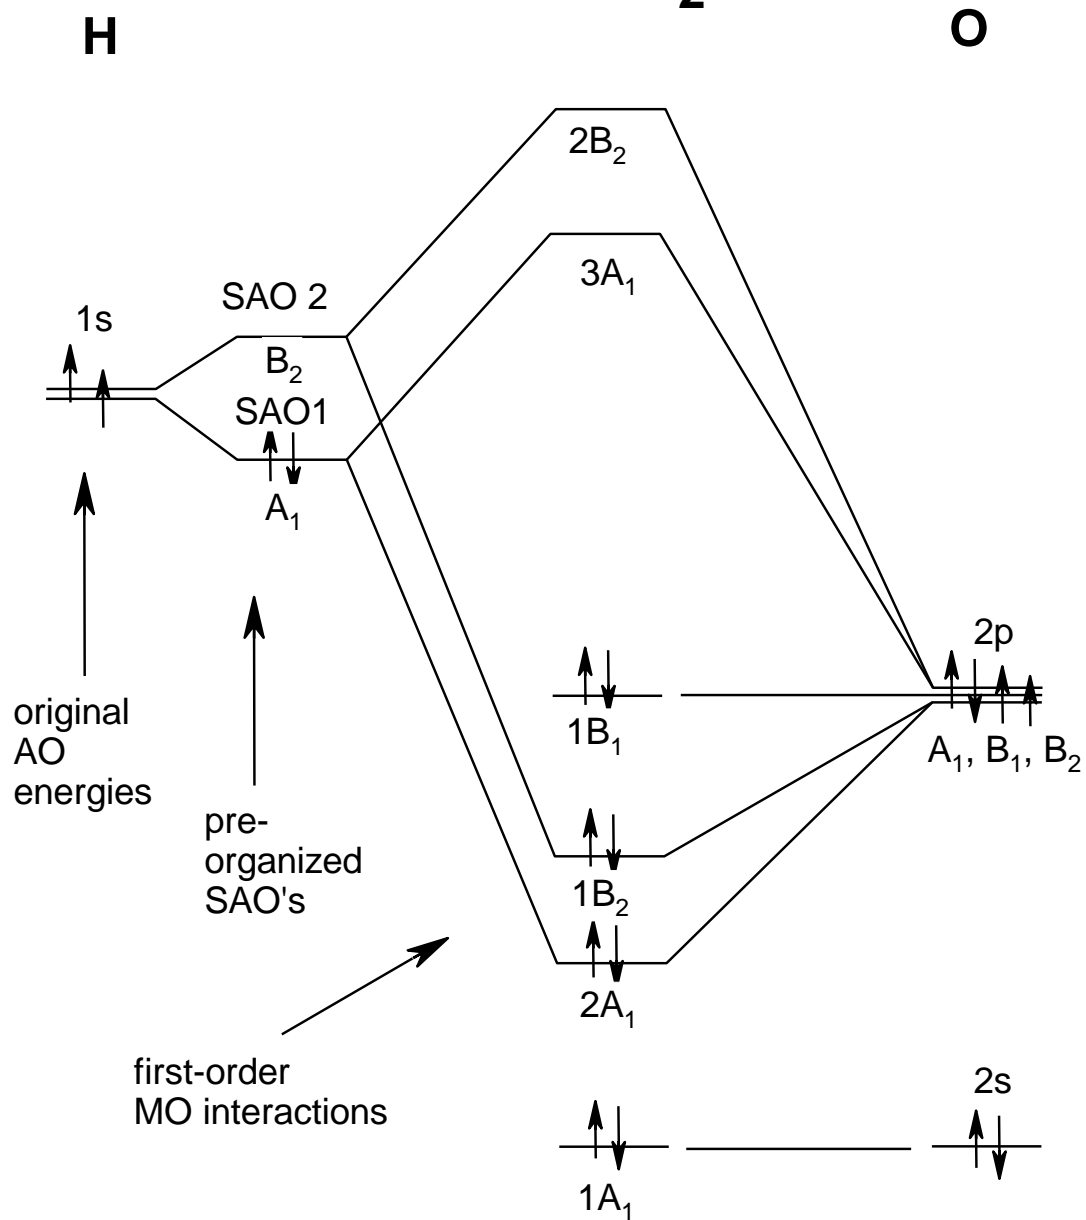 2
H
O
2B₂
3A₁
SAO 2
1s
B₂
SAO1
A₁
2p
original
AO
energies
1B₁
A₁, B₁, B₂
pre-
organized
SAO's
1B₂
2A₁
first-order
MO interactions
2s
1A₁